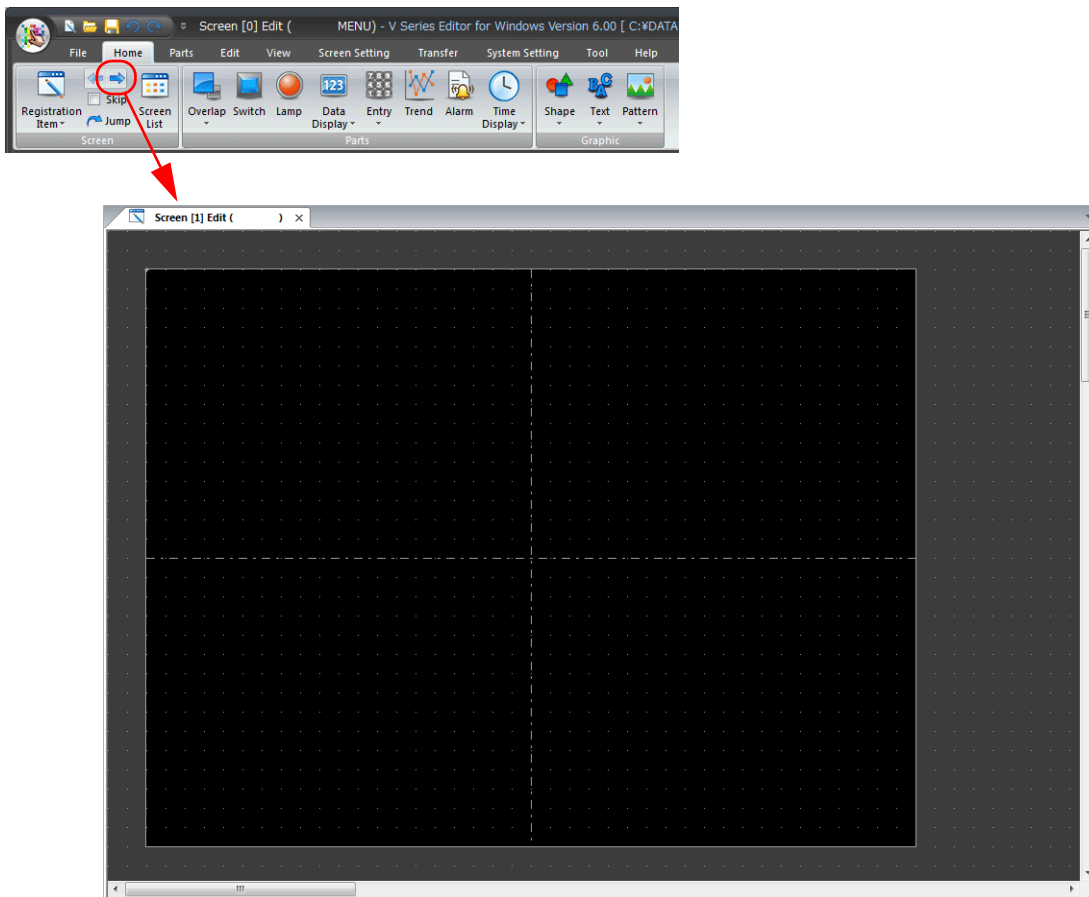 Screen [0] Edit ( MENU) - V Series Editor for Windows Version 6.00 [ C:¥DATA
File Home Parts Edit View Screen Setting Transfer System Setting Tool Help
Skip
Registration Item Jump Screen List Overlap Switch Lamp Data Display Entry Trend Alarm Time Display Shape Text Pattern
Screen Parts Graphic
Screen [1] Edit ( )